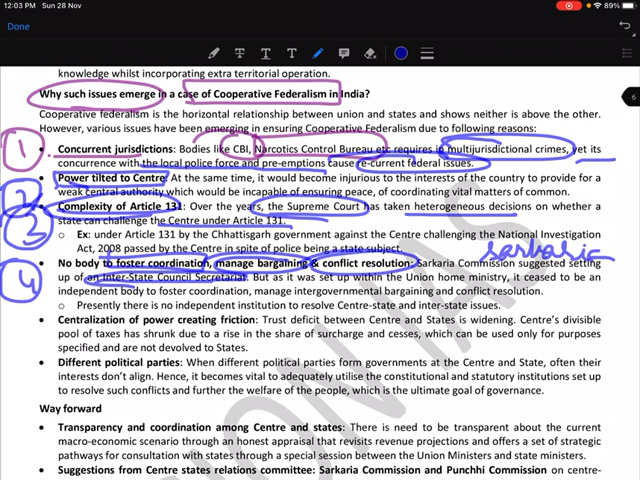 12:03 PM Sun 28 Nov
89%
Done
knowledge whilst incorporating extra territorial operation.
Why such issues emerge in a case of Cooperative Federalism in India?
Cooperative federalism is the horizontal relationship between union and states and shows neither is above the other.
However, various issues have been emerging in ensuring Cooperative Federalism due to following reasons:
1
• Concurrent jurisdictions: Bodies like CBI, Narcotics Control Bureau etc requires in multijurisdictional crimes, yet its
concurrence with the local police force and pre-emptions cause re-current federal issues.
2
• Power tilted to Centre: At the same time, it would become injurious to the interests of the country to provide for a
weak central authority which would be incapable of ensuring peace, of coordinating vital matters of common.
3
• Complexity of Article 131: Over the years, the Supreme Court has taken heterogeneous decisions on whether a
state can challenge the Centre under Article 131.
o Ex: under Article 131 by the Chhattisgarh government against the Centre challenging the National Investigation
Act, 2008 passed by the Centre in spite of police being a state subject.
sarkaria
4
• No body to foster coordination, manage bargaining & conflict resolution: Sarkaria Commission suggested setting
up of an Inter-State Council Secretariat. But as it was set up within the Union home ministry, it ceased to be an
independent body to foster coordination, manage intergovernmental bargaining and conflict resolution.
o Presently there is no independent institution to resolve Centre-state and inter-state issues.
• Centralization of power creating friction: Trust deficit between Centre and States is widening. Centre's divisible
pool of taxes has shrunk due to a rise in the share of surcharge and cesses, which can be used only for purposes
specified and are not devolved to States.
• Different political parties: When different political parties form governments at the Centre and State, often their
interests don't align. Hence, it becomes vital to adequately utilise the constitutional and statutory institutions set up
to resolve such conflicts and further the welfare of the people, which is the ultimate goal of governance.
Way forward
• Transparency and coordination among Centre and states: There is need to be transparent about the current
macro-economic scenario through an honest appraisal that revisits revenue projections and offers a set of strategic
pathways for consultation with states through a special session between the Union Ministers and state ministers.
• Suggestions from Centre states relations committee: Sarkaria Commission and Punchhi Commission on centre-
6